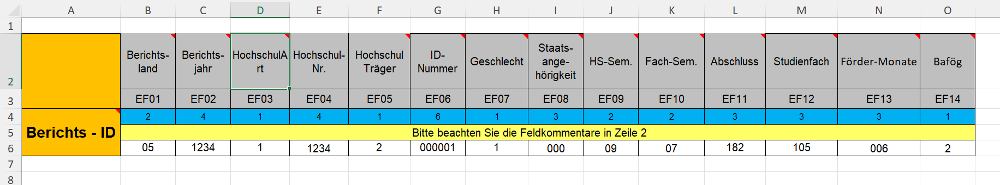 A B C D E F G H I J K L M N O
1
2 Berichts- Berichts- HochschulA Hochschul- Hochschul ID- Geschlecht Staats- HS-Sem. Fach-Sem. Abschluss Studienfach Förder-Monate Bafög
land jahr rt Nr. Träger Nummer ange-
hörigkeit
3 EF01 EF02 EF03 EF04 EF05 EF06 EF07 EF08 EF09 EF10 EF11 EF12 EF13 EF14
4 2 4 1 4 1 6 1 3 2 2 3 3 3 1
5 Berichts - ID Bitte beachten Sie die Feldkommentare in Zeile 2
6 05 1234 1 1234 2 000001 1 000 09 07 182 105 006 2
7
8